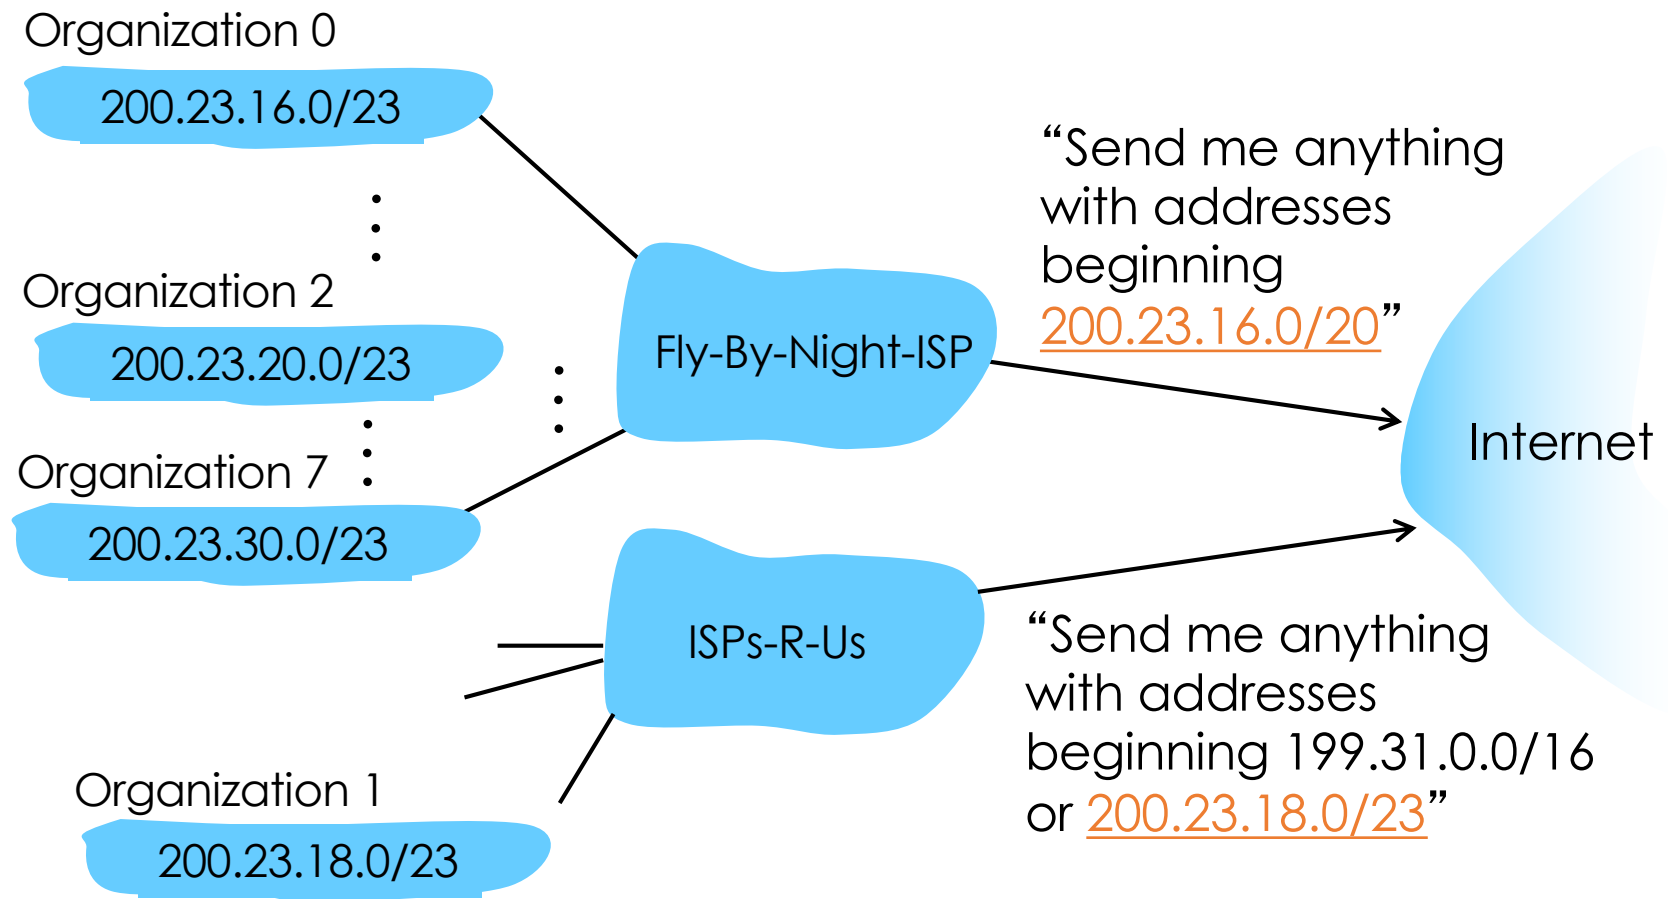 Organization 0
200.23.16.0/23
Organization 2
200.23.20.0/23
Organization 7
200.23.30.0/23
Fly-By-Night-ISP
“Send me anything
with addresses
beginning
200.23.16.0/20”
Internet
ISPs-R-Us
“Send me anything
with addresses
beginning 199.31.0.0/16
or 200.23.18.0/23”
Organization 1
200.23.18.0/23